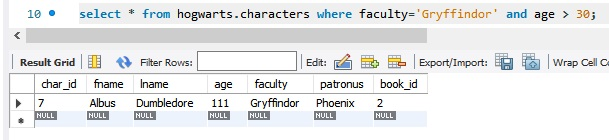 10 select * from hogwarts.characters where faculty='Gryffindor' and age > 30;
Result Grid Filter Rows: Edit: Export/Import: Wrap Cell Co
char_id fname lname age faculty patronus book_id
7 Albus Dumbledore 111 Gryffindor Phoenix 2
NULL NULL NULL NULL NULL NULL NULL